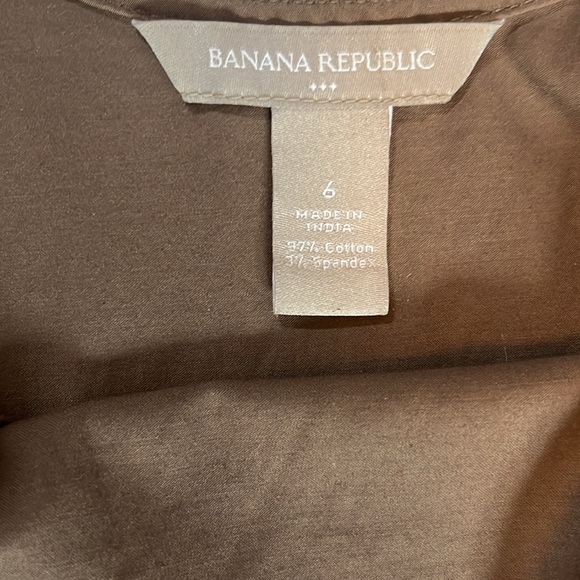 BANANA REPUBLIC
6
MADE IN
INDIA
97% Cotton
3% Spandex